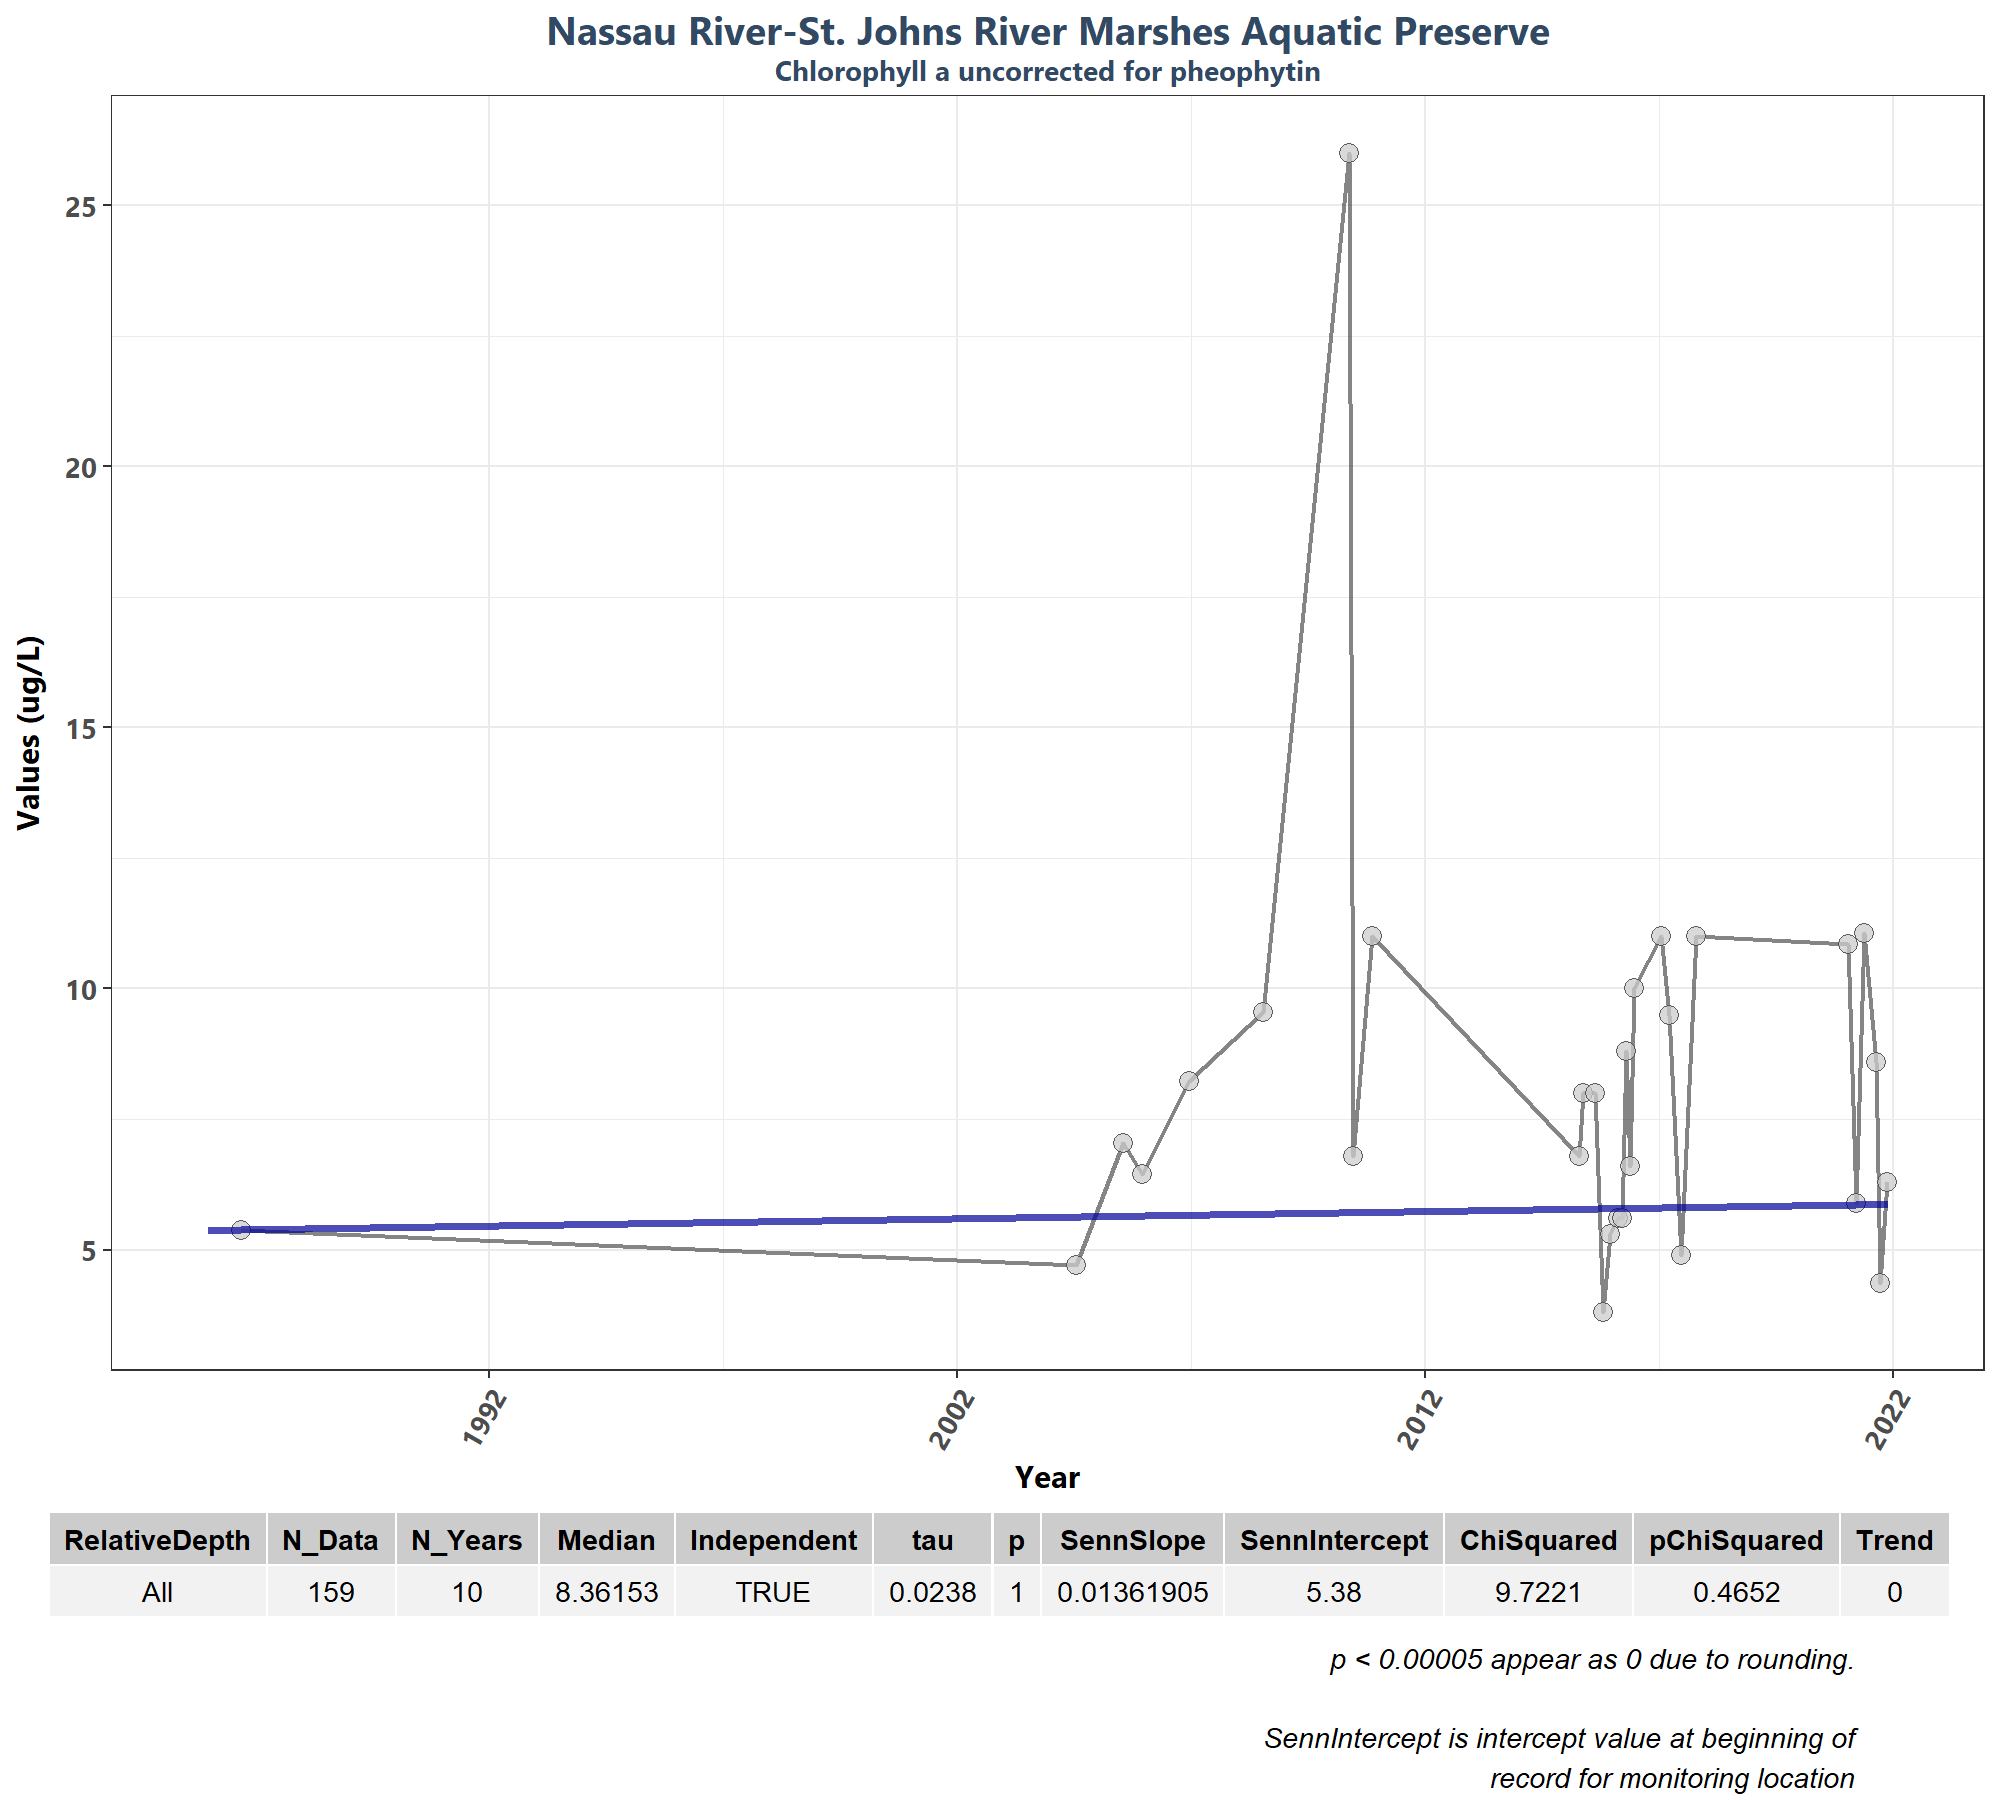 Nassau River-St. Johns River Marshes Aquatic Preserve
Chlorophyll a uncorrected for pheophytin
Values (ug/L)
25
20
15
10
5
1992
2002
2012
2022
Year
RelativeDepth N_Data N_Years Median Independent tau p SennSlope SennIntercept ChiSquared pChiSquared Trend
All 159 10 8.36153 TRUE 0.0238 1 0.01361905 5.38 9.7221 0.4652 0
p < 0.00005 appear as 0 due to rounding.
SennIntercept is intercept value at beginning of
record for monitoring location